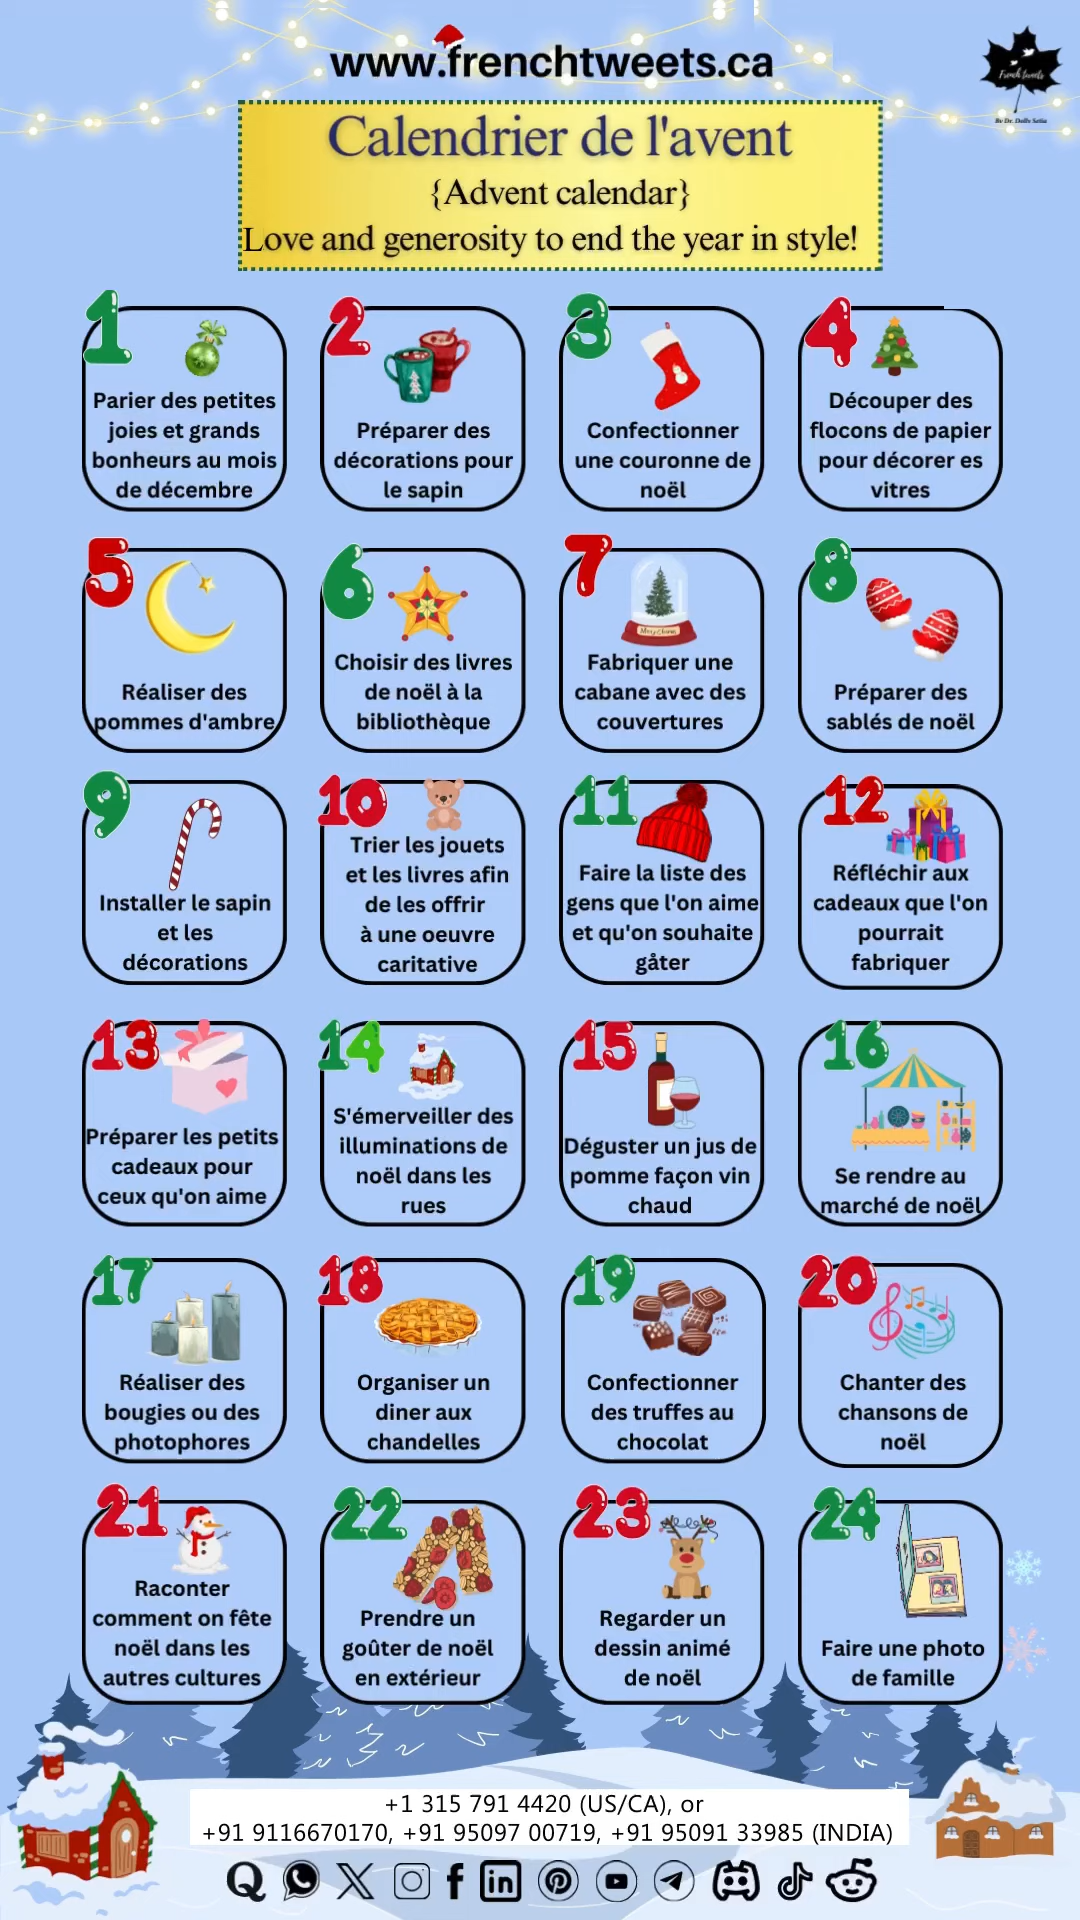 www.frenchtweets.ca
French tweets
By Dr. Dolly Setia
Calendrier de l'avent
{Advent calendar}
Love and generosity to end the year in style!
1
Parier des petites
joies et grands
bonheurs au mois
de décembre
2
Préparer des
décorations pour
le sapin
3
Confectionner
une couronne de
noël
4
Découper des
flocons de papier
pour décorer es
vitres
5
Réaliser des
pommes d'ambre
6
Choisir des livres
de noël à la
bibliothèque
7
Fabriquer une
cabane avec des
couvertures
8
Préparer des
sablés de noël
9
Installer le sapin
et les
décorations
10
Trier les jouets
et les livres afin
de les offrir
à une oeuvre
caritative
11
Faire la liste des
gens que l'on aime
et qu'on souhaite
gåter
12
Réfléchir aux
cadeaux que l'on
pourrait
fabriquer
13
Préparer les petits
cadeaux pour
ceux qu'on aime
14
S'émerveiller des
illuminations de
noël dans les
rues
15
Déguster un jus de
pomme façon vin
chaud
16
Se rendre au
marché de noël
17
Réaliser des
bougies ou des
photophores
18
Organiser un
diner aux
chandelles
19
Confectionner
des truffes au
chocolat
20
Chanter des
chansons de
noël
21
Raconter
comment on fête
noël dans les
autres cultures
22
Prendre un
goûter de noël
en extérieur
23
Regarder un
dessin animé
de noël
24
Faire une photo
de famille
+1 315 791 4420 (US/CA), or
+91 9116670170, +91 95097 00719, +91 95091 33985 (INDIA)